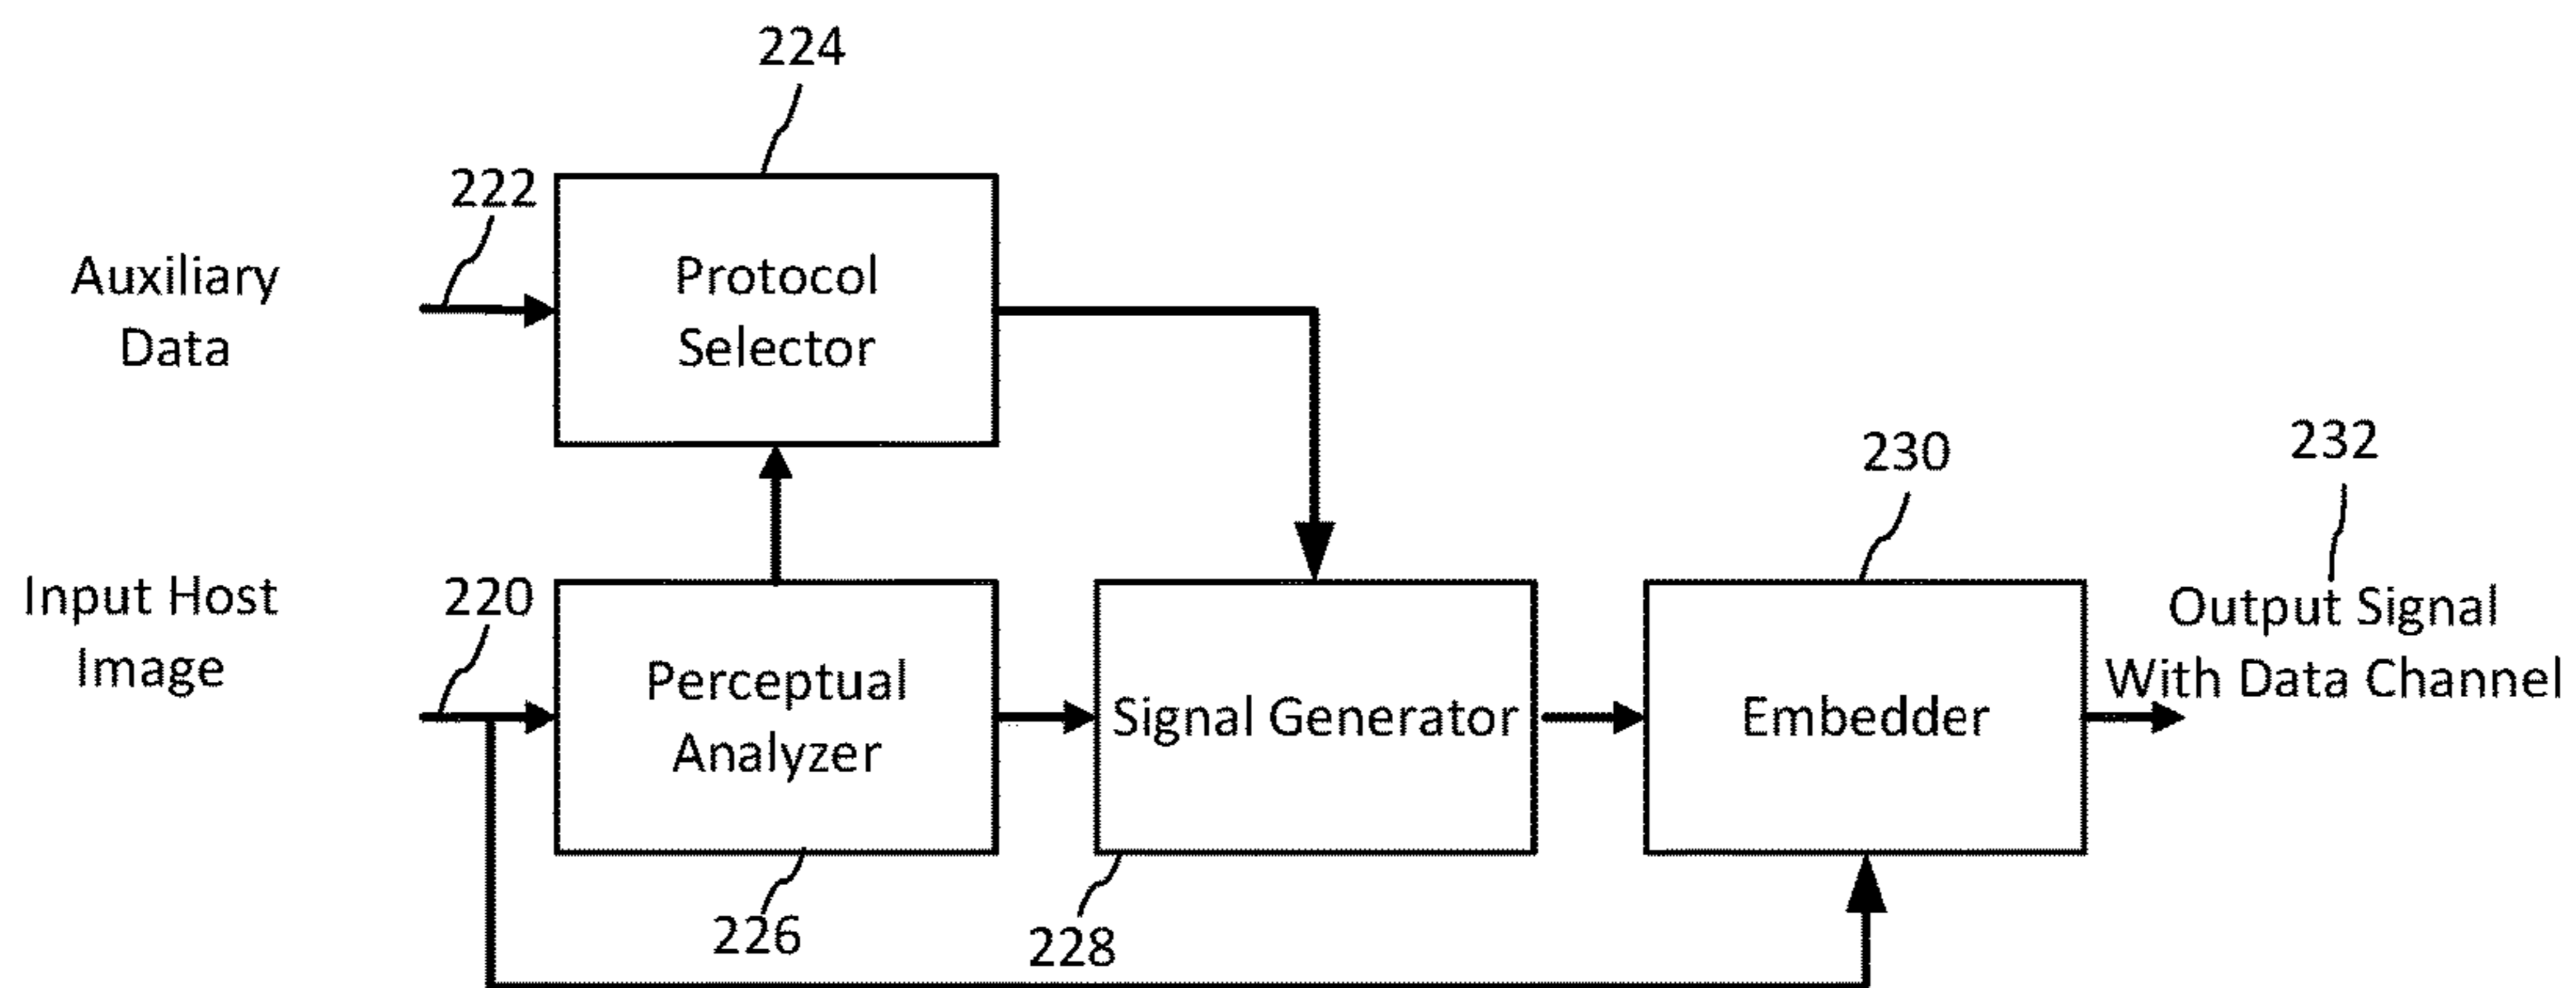 224
222
Auxiliary
Data
Protocol
Selector
230
232
Input Host
Image
220
Perceptual
Analyzer
Signal Generator
Embedder
Output Signal
With Data Channel
226
228